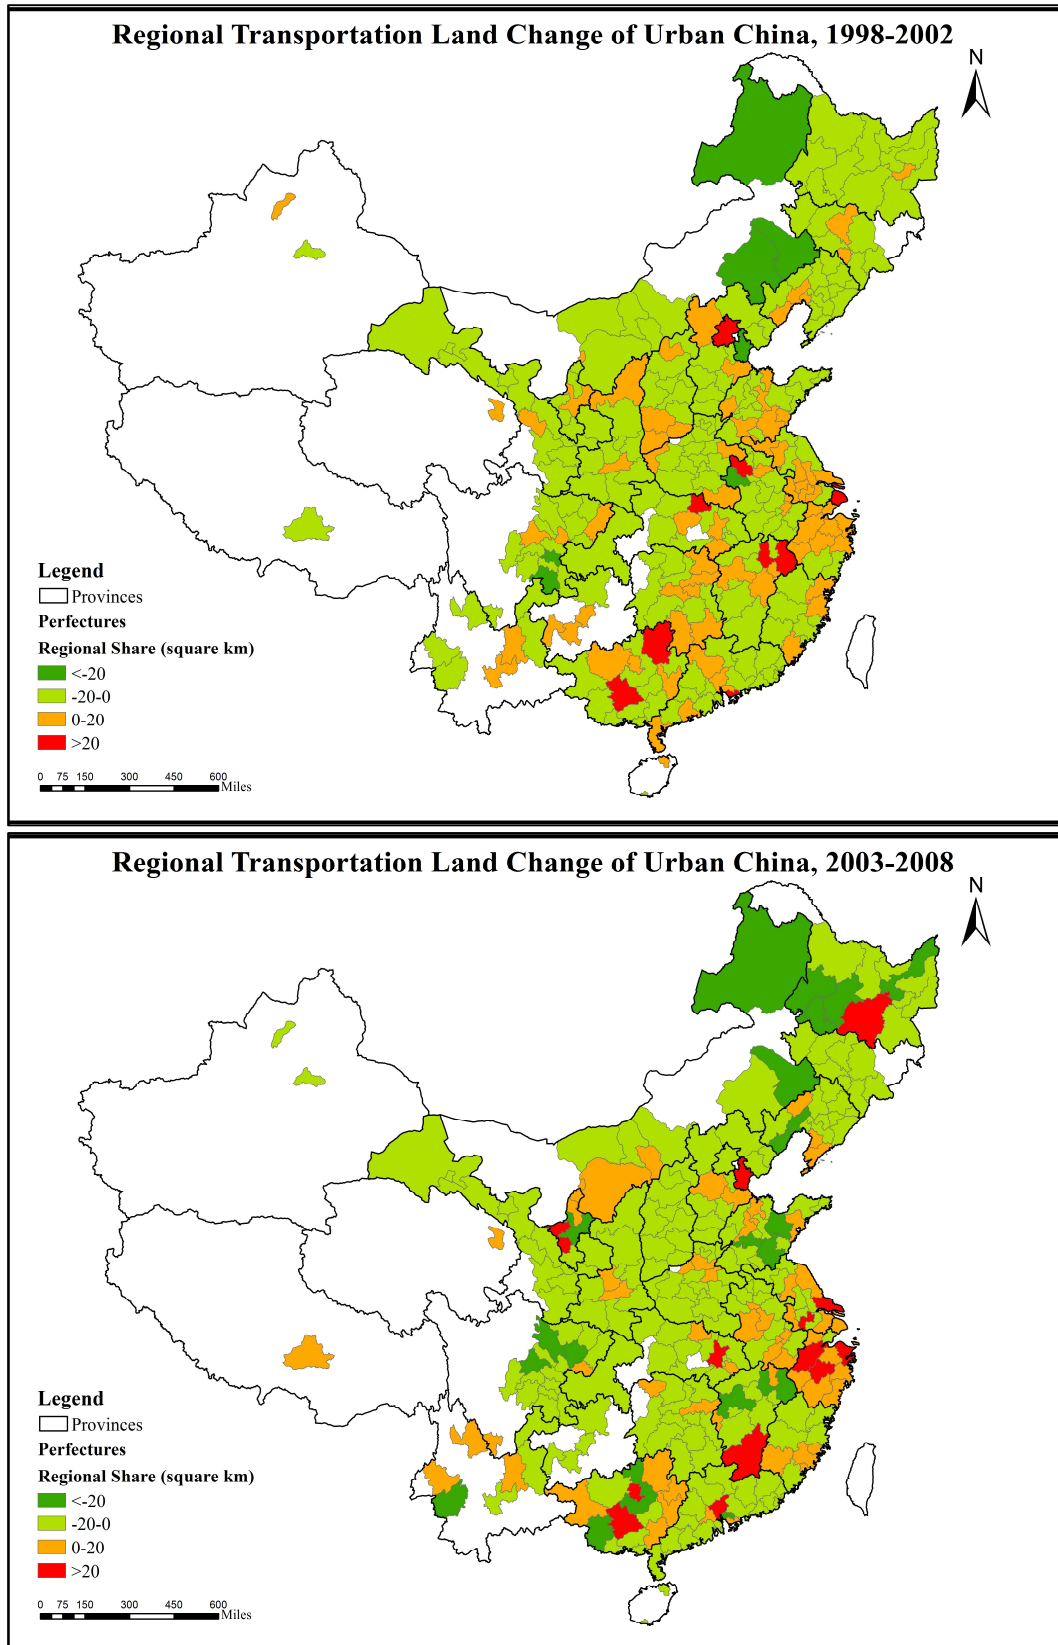 Regional Transportation Land Change of Urban China, 1998-2002
N
Legend
Provinces
Perfectures
Regional Share (square km)
<-20
-20-0
0-20
>20
0 75 150 300 450 600
Miles
Regional Transportation Land Change of Urban China, 2003-2008
N
Legend
Provinces
Perfectures
Regional Share (square km)
<-20
-20-0
0-20
>20
0 75 150 300 450 600
Miles